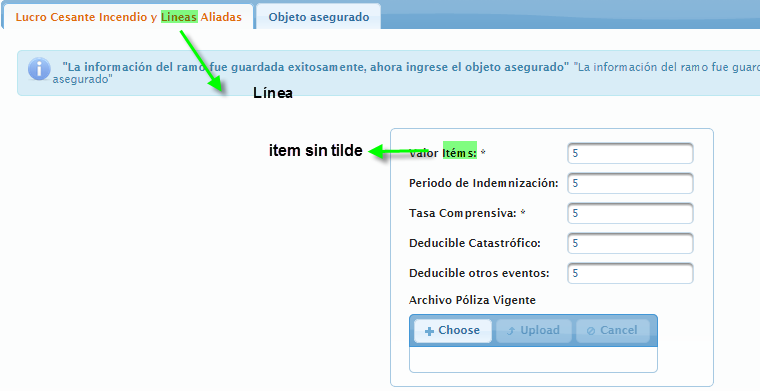 Lucro Cesante Incendio y Lineas Aliadas
Objeto asegurado
"La información del ramo fue guardada exitosamente, ahora ingrese el objeto asegurado" "La información del ramo fue guard
asegurado"
Línea
item sin tilde
Valor Itéms: *
5
Periodo de Indemnización:
5
Tasa Comprensiva: *
5
Deducible Catastrófico:
5
Deducible otros eventos:
5
Archivo Póliza Vigente
Choose
Upload
Cancel